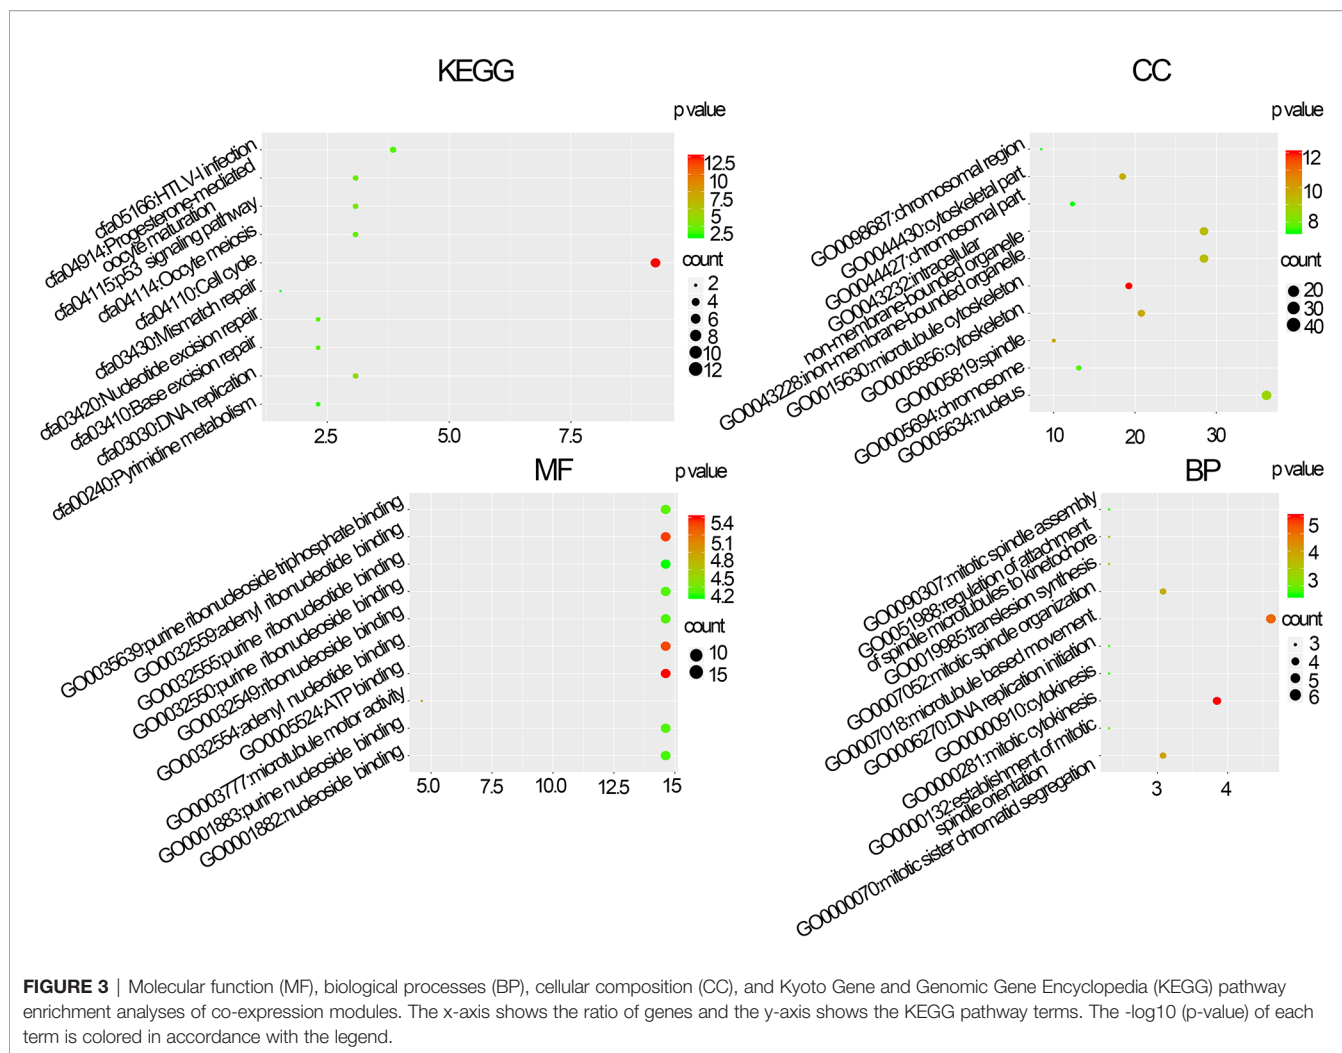 KEGG
p value
cfa05166:HTLV-I infection
cfa04914:Progesterone-mediated
oocyte maturation
cfa04115:p53 signaling pathway
cfa04114:Oocyte meiosis
cfa04110:Cell cycle
cfa03430:Mismatch repair
cfa03420:Nucleotide excision repair
cfa03410:Base excision repair
cfa03030:DNA replication
cfa00240:Pyrimidine metabolism
2.5
5.0
7.5
12.5
10
7.5
5
2.5
count
2
4
6
8
10
12
CC
p value
GO0098687:chromosomal region
GO0044430:cytoskeletal part
GO0044427:chromosomal part
GO0043232:intracellular
non-membrane-bounded organelle
GO0043228:inon-membrane-bounded organelle
GO0015630:microtubule cytoskeleton
GO0005856:cytoskeleton
GO0005819:spindle
GO0005694:chromosome
GO005634:nucleus
10
20
30
12
10
8
count
20
30
40
MF
p value
GO0035639:purine ribonucleoside triphosphate binding
GO0032559:adenyl ribonucleotide binding
GO0032555:purine ribonucleotide binding
GO0032550:purine ribonucleoside binding
GO0032549:ribonucleoside binding
GO0032554:adenyl nucleotide binding
GO0005524:ATP binding
GO0003777:microtubule motor activity
GO0001883:purine nucleoside binding
GO0001882:nucleoside binding
5.0
7.5
10.0
12.5
15
5.4
5.1
4.8
4.5
4.2
count
10
15
BP
p value
GO0090307:mitotic spindle assembly
GO0051988:regulation of attachment
of spindle microtubules to kinetochore
GO0019985:translesion synthesis
GO0007052:mitotic spindle organization
GO0007018:microtubule based movement
GO0006270:DNA replication initiation
GO0000910:cytokinesis
GO0000281:mitotic cytokinesis
GO0000132:establishment of mitotic
spindle orientation
GO0000070:mitotic sister chromatid segregation
3
4
5
4
3
count
3
4
5
6
FIGURE 3 | Molecular function (MF), biological processes (BP), cellular composition (CC), and Kyoto Gene and Genomic Gene Encyclopedia (KEGG) pathway
enrichment analyses of co-expression modules. The x-axis shows the ratio of genes and the y-axis shows the KEGG pathway terms. The -log10 (p-value) of each
term is colored in accordance with the legend.